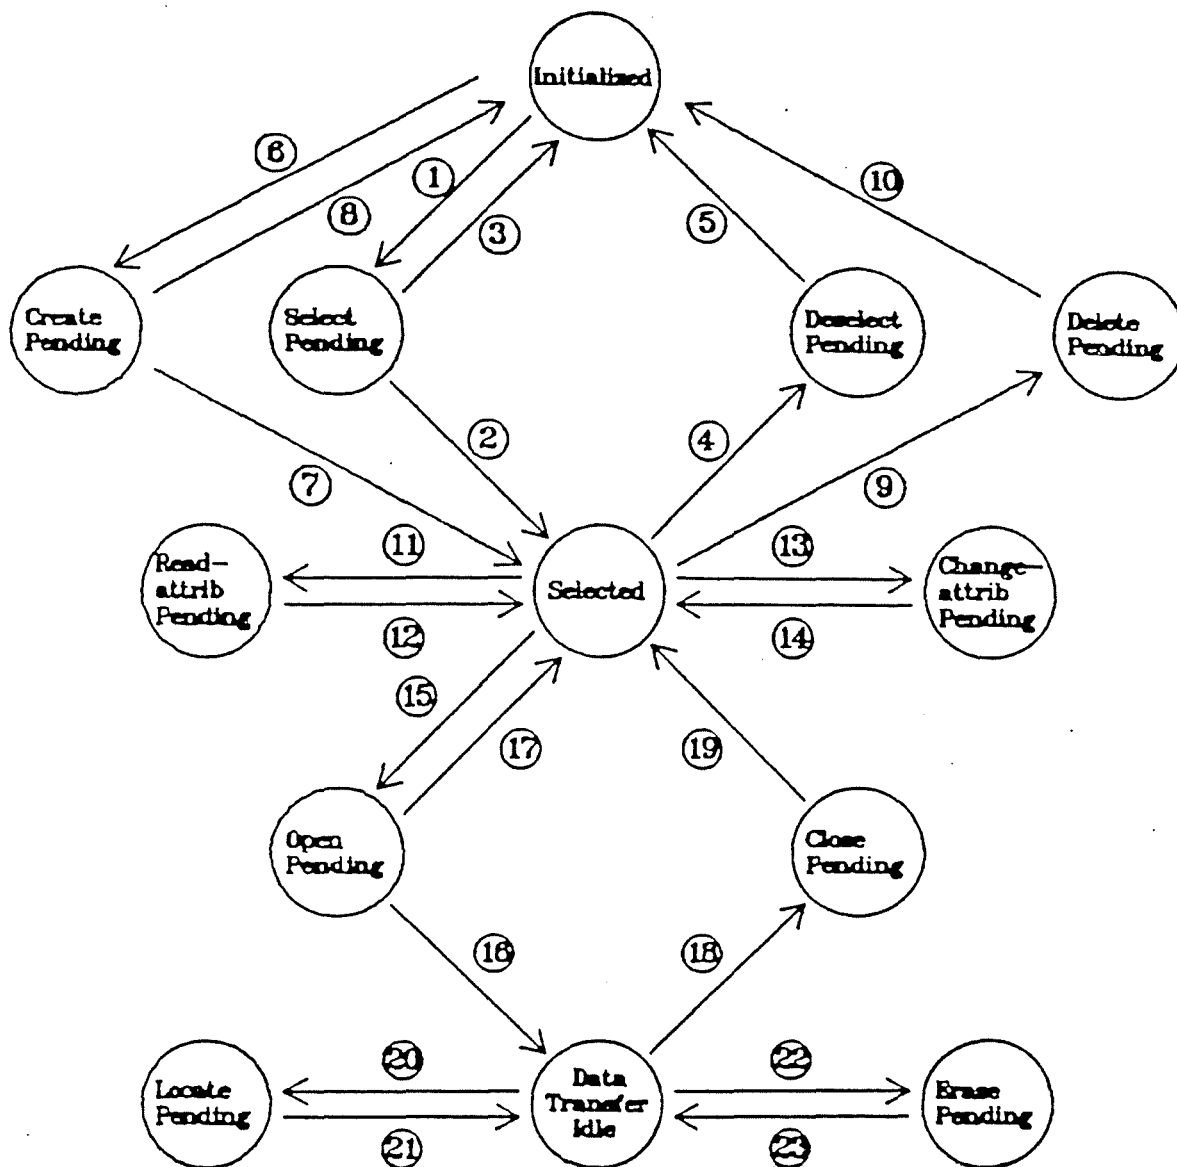 Initialized
6
1
10
8
3
5
Create
Pending
Select
Pending
Deselect
Pending
Delete
Pending
2
4
7
9
11
13
Read-
attrib
Pending
Selected
Change-
attrib
Pending
12
14
15
17
19
Open
Pending
Close
Pending
16
18
20
22
Locate
Pending
Data
Transfer
Idle
Erase
Pending
21
23